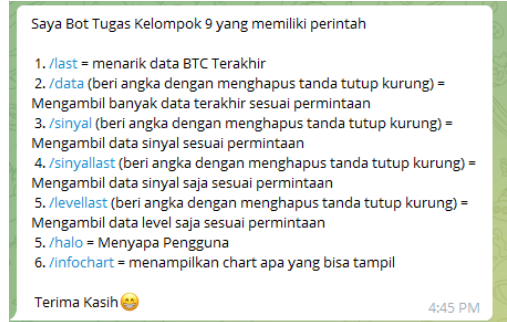 Saya Bot Tugas Kelompok 9 yang memiliki perintah
1. /last = menarik data BTC Terakhir
2. /data (beri angka dengan menghapus tanda tutup kurung) =
Mengambil banyak data terakhir sesuai permintaan
3. /sinyal (beri angka dengan menghapus tanda tutup kurung) =
Mengambil data sinyal sesuai permintaan
4. /sinyallast (beri angka dengan menghapus tanda tutup kurung) =
Mengambil data sinyal saja sesuai permintaan
5. /levellast (beri angka dengan menghapus tanda tutup kurung) =
Mengambil data level saja sesuai permintaan
5. /halo = Menyapa Pengguna
6. /infochart = menampilkan chart apa yang bisa tampil
Terima Kasih😁
4:45 PM